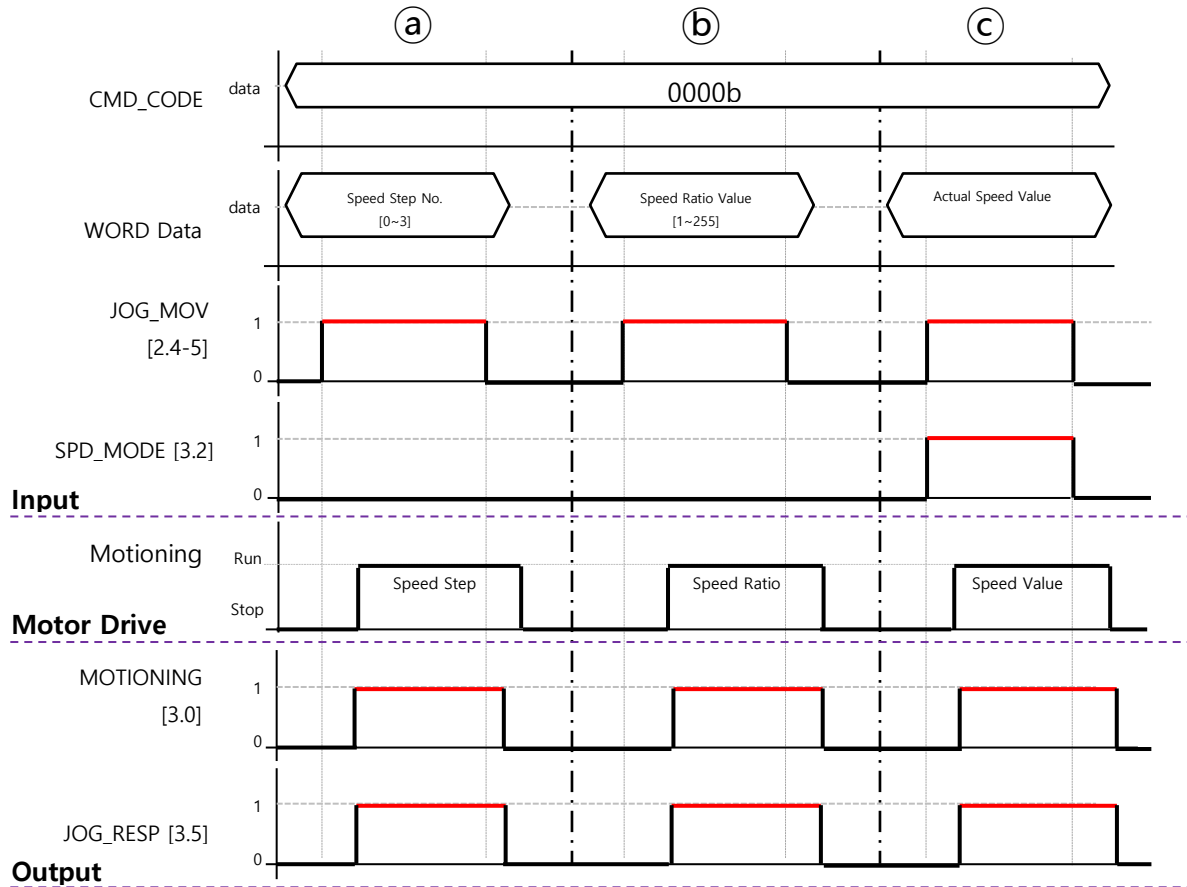 ⓐ ⓑ ⓒ
CMD_CODE data 0000b
WORD Data data
Speed Step No.
[0~3]
Speed Ratio Value
[1~255]
Actual Speed Value
JOG_MOV
[2.4-5]
1
0
SPD_MODE [3.2]
1
0
Input
Motioning
Run
Stop
Speed Step Speed Ratio Speed Value
Motor Drive
MOTIONING
[3.0]
1
0
JOG_RESP [3.5]
1
0
Output